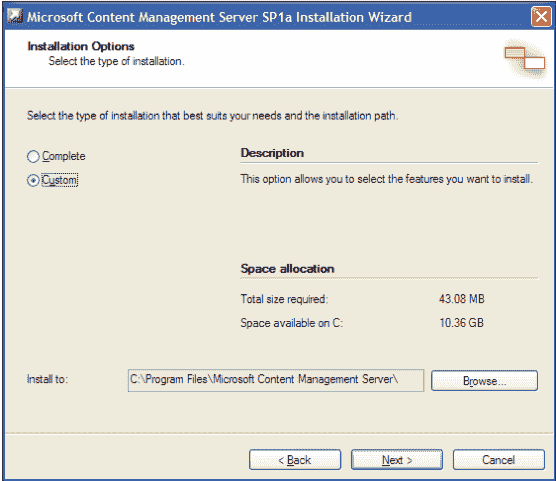 Microsoft Content Management Server SP1a Installation Wizard
Installation Options
Select the type of installation.
Select the type of installation that best suits your needs and the installation path.
Complete
Description
Custom
This option allows you to select the features you want to install.
Space allocation
Total size required: 43.08 MB
Space available on C: 10.36 GB
Install to: C:\Program Files\Microsoft Content Management Server\ Browse...
< Back Next > Cancel